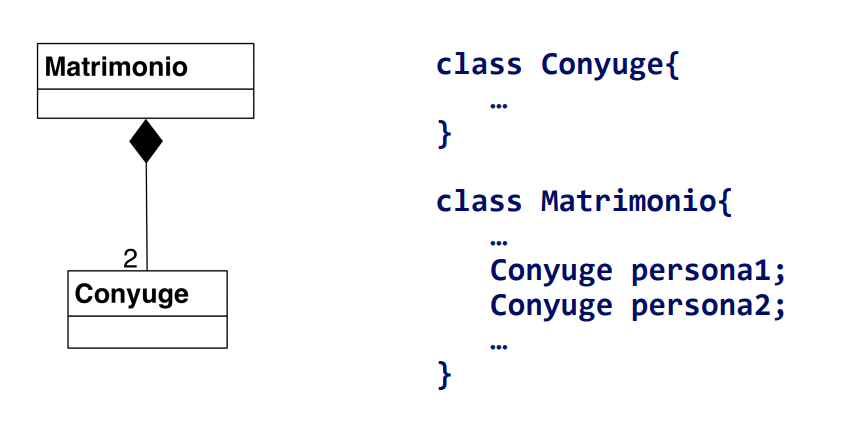 Matrimonio
2
Conyuge
class Conyuge{
…
}
class Matrimonio{
…
Conyuge persona1;
Conyuge persona2;
…
}